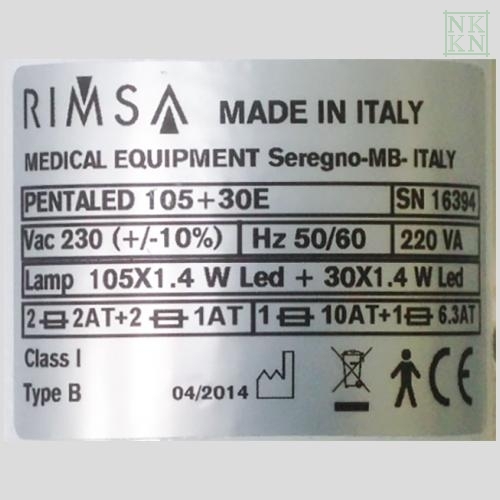 NK
KN
RIMSA MADE IN ITALY
MEDICAL EQUIPMENT Seregno-MB- ITALY
PENTALED 105+30E SN 16394
Vac 230 (+/-10%) Hz 50/60 220 VA
Lamp 105X1.4 W Led + 30X1.4 W Led
2 2AT+2 1AT 1 10AT+1 6.3AT
Class I
Type B 04/2014 CE